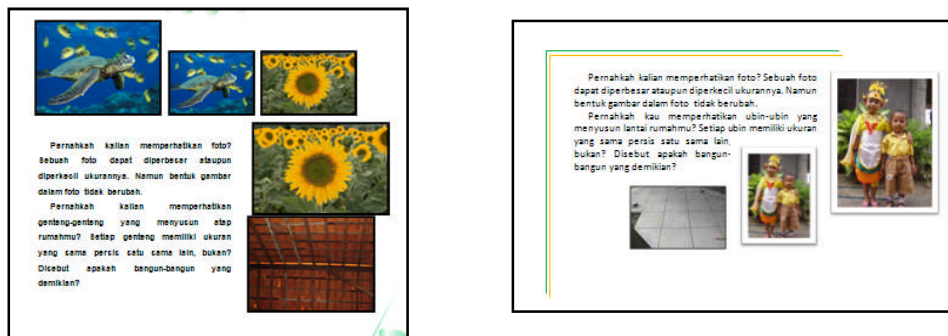 Pernahkah kalian memperhatikan foto?
Sebuah foto dapat diperbesar ataupun
diperkecil ukurannya. Namun bentuk gambar
dalam foto tidak berubah.
Pernahkah kalian memperhatikan
genteng-genteng yang menyusun atap
rumahmu? Setiap genteng memiliki ukuran
yang sama persis satu sama lain, bukan?
Disebut apakah bangun-bangun yang
demikian?
Pernahkah kalian memperhatikan foto? Sebuah foto
dapat diperbesar ataupun diperkecil ukurannya. Namun
bentuk gambar dalam foto tidak berubah.
Pernahkah kau memperhatikan ubin-ubin yang
menyusun lantai rumahmu? Setiap ubin memiliki ukuran
yang sama persis satu sama lain,
bukan? Disebut apakah bangun-
bangun yang demikian?